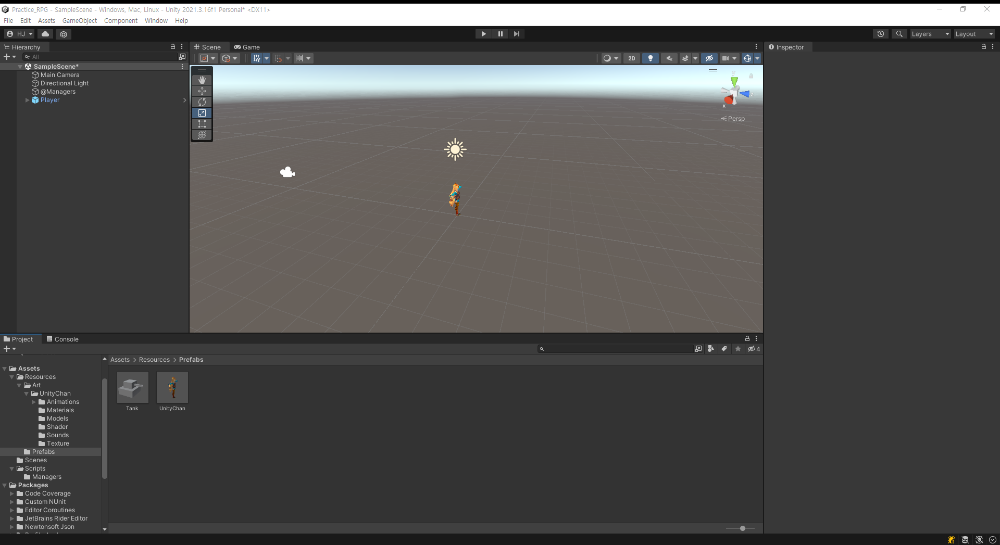 Practice_RPG - SampleScene - Windows, Mac, Linux - Unity 2021.3.16f1 Personal* <DX11>
File Edit Assets GameObject Component Window Help
HJ
Layers
Layout
Hierarchy
All
SampleScene*
Main Camera
Directional Light
@Managers
Player
Scene
Game
2D
y
x
z
Persp
Inspector
Project
Console
4
Assets
Resources
Art
UnityChan
Animations
Materials
Models
Shader
Sounds
Texture
Prefabs
Scenes
Scripts
Managers
Packages
Code Coverage
Custom NUnit
Editor Coroutines
JetBrains Rider Editor
Newtonsoft Json
Assets > Resources > Prefabs
Tank
UnityChan